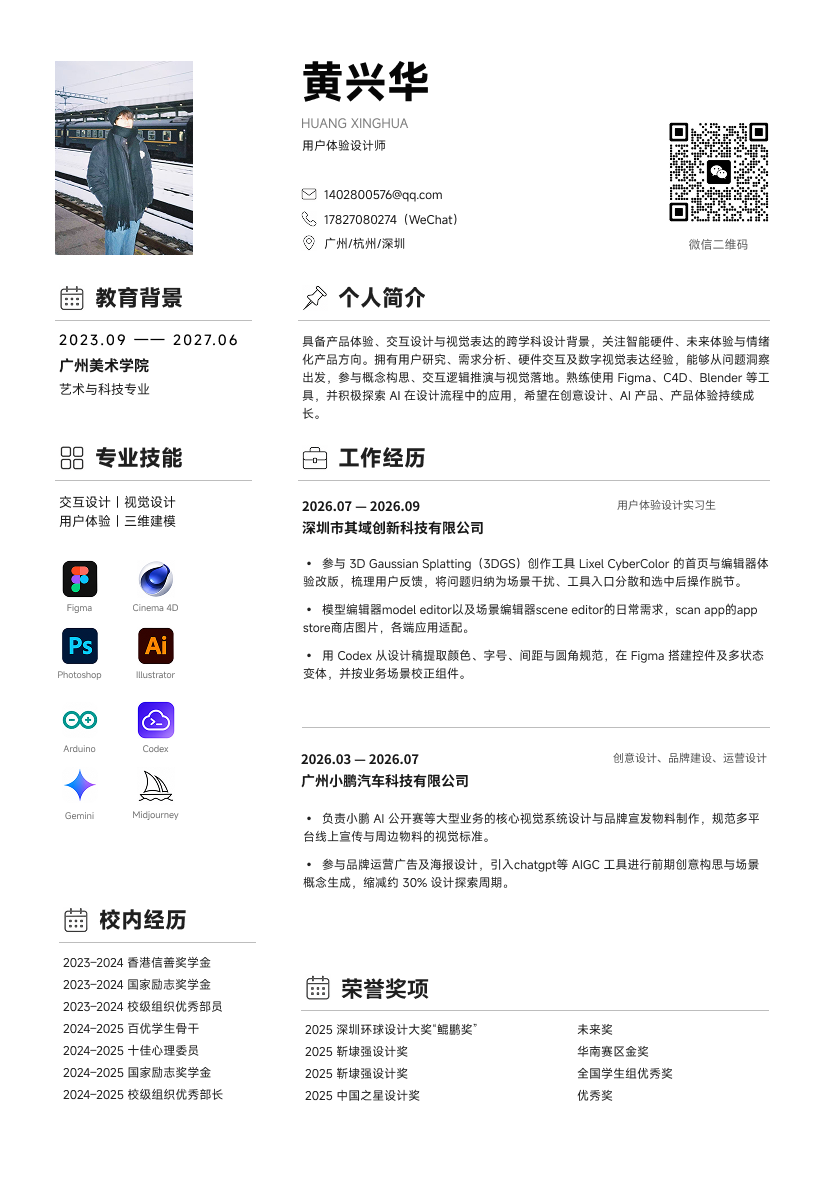 黄兴华
HUANG XINGHUA
用户体验设计师
1402800576@qq.com
17827080274（WeChat）
广州/杭州/深圳
微信二维码
教育背景
2023.09 —— 2027.06
广州美术学院
艺术与科技专业
专业技能
交互设计丨视觉设计
用户体验丨三维建模
Figma
Cinema 4D
Ps
Ai
Photoshop
Illustrator
Arduino
Codex
Gemini
Midjourney
校内经历
2023–2024 香港信善奖学金
2023–2024 国家励志奖学金
2023–2024 校级组织优秀部员
2024–2025 百优学生骨干
2024–2025 十佳心理委员
2024–2025 国家励志奖学金
2024–2025 校级组织优秀部长
个人简介
具备产品体验、交互设计与视觉表达的跨学科设计背景，关注智能硬件、未来体验与情绪
化产品方向。拥有用户研究、需求分析、硬件交互及数字视觉表达经验，能够从问题洞察
出发，参与概念构思、交互逻辑推演与视觉落地。熟练使用 Figma、C4D、Blender 等工
具，并积极探索 AI 在设计流程中的应用，希望在创意设计、AI 产品、产品体验持续成
长。
工作经历
2026.07 — 2026.09 用户体验设计实习生
深圳市其域创新科技有限公司
• 参与 3D Gaussian Splatting（3DGS）创作工具 Lixel CyberColor 的首页与编辑器体
验改版，梳理用户反馈，将问题归纳为场景干扰、工具入口分散和选中后操作脱节。
• 模型编辑器model editor以及场景编辑器scene editor的日常需求，scan app的app
store商店图片，各端应用适配。
• 用 Codex 从设计稿提取颜色、字号、间距与圆角规范，在 Figma 搭建控件及多状态
变体，并按业务场景校正组件。
2026.03 — 2026.07 创意设计、品牌建设、运营设计
广州小鹏汽车科技有限公司
• 负责小鹏 AI 公开赛等大型业务的核心视觉系统设计与品牌宣发物料制作，规范多平
台线上宣传与周边物料的视觉标准。
• 参与品牌运营广告及海报设计，引入chatgpt等 AIGC 工具进行前期创意构思与场景
概念生成，缩减约 30% 设计探索周期。
荣誉奖项
2025 深圳环球设计大奖“鲲鹏奖” 未来奖
2025 靳埭强设计奖 华南赛区金奖
2025 靳埭强设计奖 全国学生组优秀奖
2025 中国之星设计奖 优秀奖